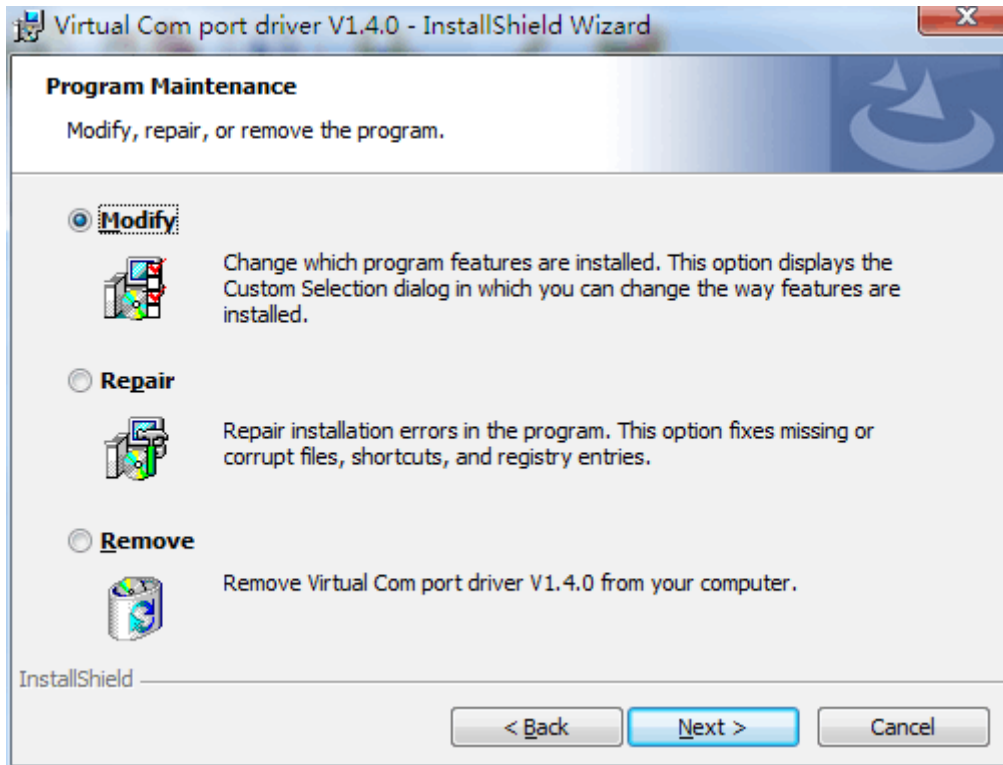 Virtual Com port driver V1.4.0 - InstallShield Wizard
Program Maintenance
Modify, repair, or remove the program.
Modify
Change which program features are installed. This option displays the
Custom Selection dialog in which you can change the way features are
installed.
Repair
Repair installation errors in the program. This option fixes missing or
corrupt files, shortcuts, and registry entries.
Remove
Remove Virtual Com port driver V1.4.0 from your computer.
InstallShield
< Back
Next >
Cancel